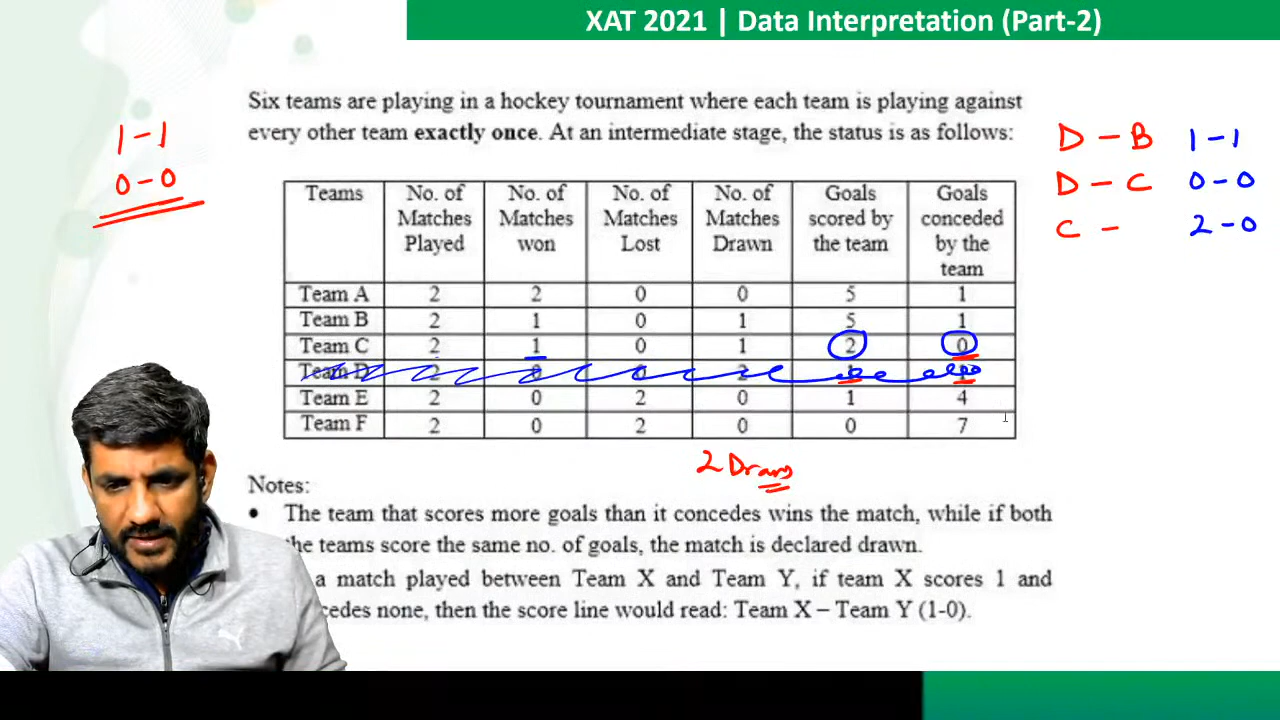 XAT 2021 | Data Interpretation (Part-2)
Six teams are playing in a hockey tournament where each team is playing against
every other team exactly once. At an intermediate stage, the status is as follows:
1-1
0-0
D - B 1-1
D - C 0-0
C - 2-0
Teams No. of Matches Played No. of Matches won No. of Matches Lost No. of Matches Drawn Goals scored by the team Goals conceded by the team
Team A 2 2 0 0 5 1
Team B 2 1 0 1 5 1
Team C 2 1 0 1 2 0
Team D 2 0 0 2
Team E 2 0 2 0 1 4
Team F 2 0 2 0 0 7
2 Draws
Notes:
• The team that scores more goals than it concedes wins the match, while if both
the teams score the same no. of goals, the match is declared drawn.
a match played between Team X and Team Y, if team X scores 1 and
cedes none, then the score line would read: Team X – Team Y (1-0).